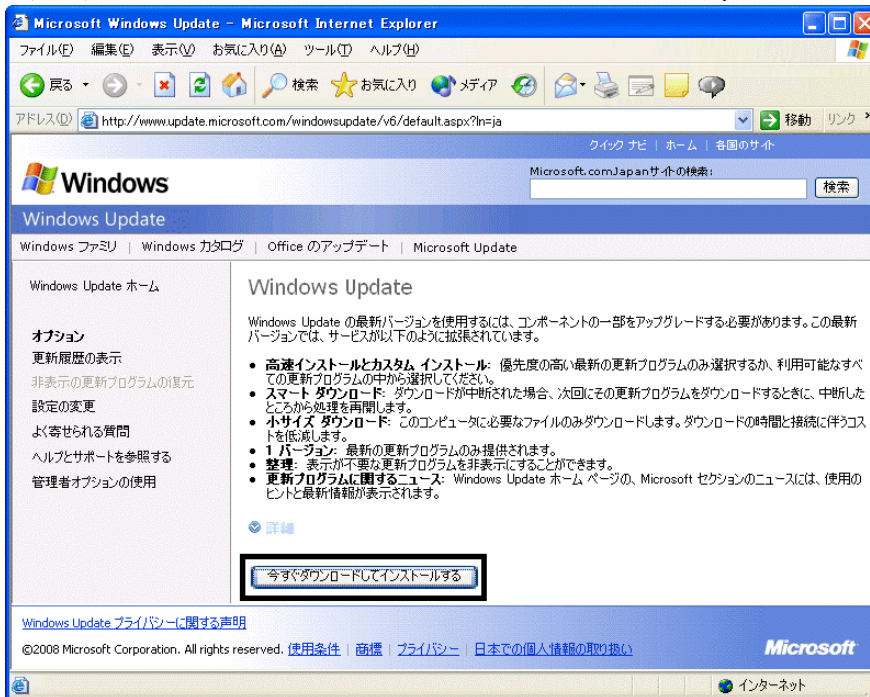 Microsoft Windows Update - Microsoft Internet Explorer
ファイル(F) 編集(E) 表示(V) お気に入り(A) ツール(T) ヘルプ(H)
戻る 検索 お気に入り メディア
アドレス(D) http://www.update.microsoft.com/windowsupdate/v6/default.aspx?ln=ja 移動 リンク
クイック ナビ | ホーム | 各国のサイト
Windows
Microsoft.comJapanサイトの検索:
検索
Windows Update
Windows ファミリ | Windows カタログ | Office のアップデート | Microsoft Update
Windows Update ホーム
オプション
更新履歴の表示
非表示の更新プログラムの復元
設定の変更
よく寄せられる質問
ヘルプとサポートを参照する
管理者オプションの使用
Windows Update
Windows Update の最新バージョンを使用するには、コンポーネントの一部をアップグレードする必要があります。この最新
バージョンでは、サービスが以下のように拡張されています。
• 高速インストールとカスタム インストール: 優先度の高い最新の更新プログラムのみ選択するか、利用可能なすべ
ての更新プログラムの中から選択してください。
• スマート ダウンロード: ダウンロードが中断された場合、次回にその更新プログラムをダウンロードするときに、中断した
ところから処理を再開します。
• 小サイズ ダウンロード: このコンピュータに必要なファイルのみダウンロードします。ダウンロードの時間と接続に伴うコス
トを低減します。
• 1 バージョン: 最新の更新プログラムのみ提供されます。
• 整理: 表示が不要な更新プログラムを非表示にすることができます。
• 更新プログラムに関するニュース: Windows Update ホーム ページの、Microsoft セクションのニュースには、使用の
ヒントと最新情報が表示されます。
詳細
今すぐダウンロードしてインストールする
Windows Update プライバシーに関する声明
©2008 Microsoft Corporation. All rights reserved. 使用条件 | 商標 | プライバシー | 日本での個人情報の取り扱い
Microsoft
インターネット